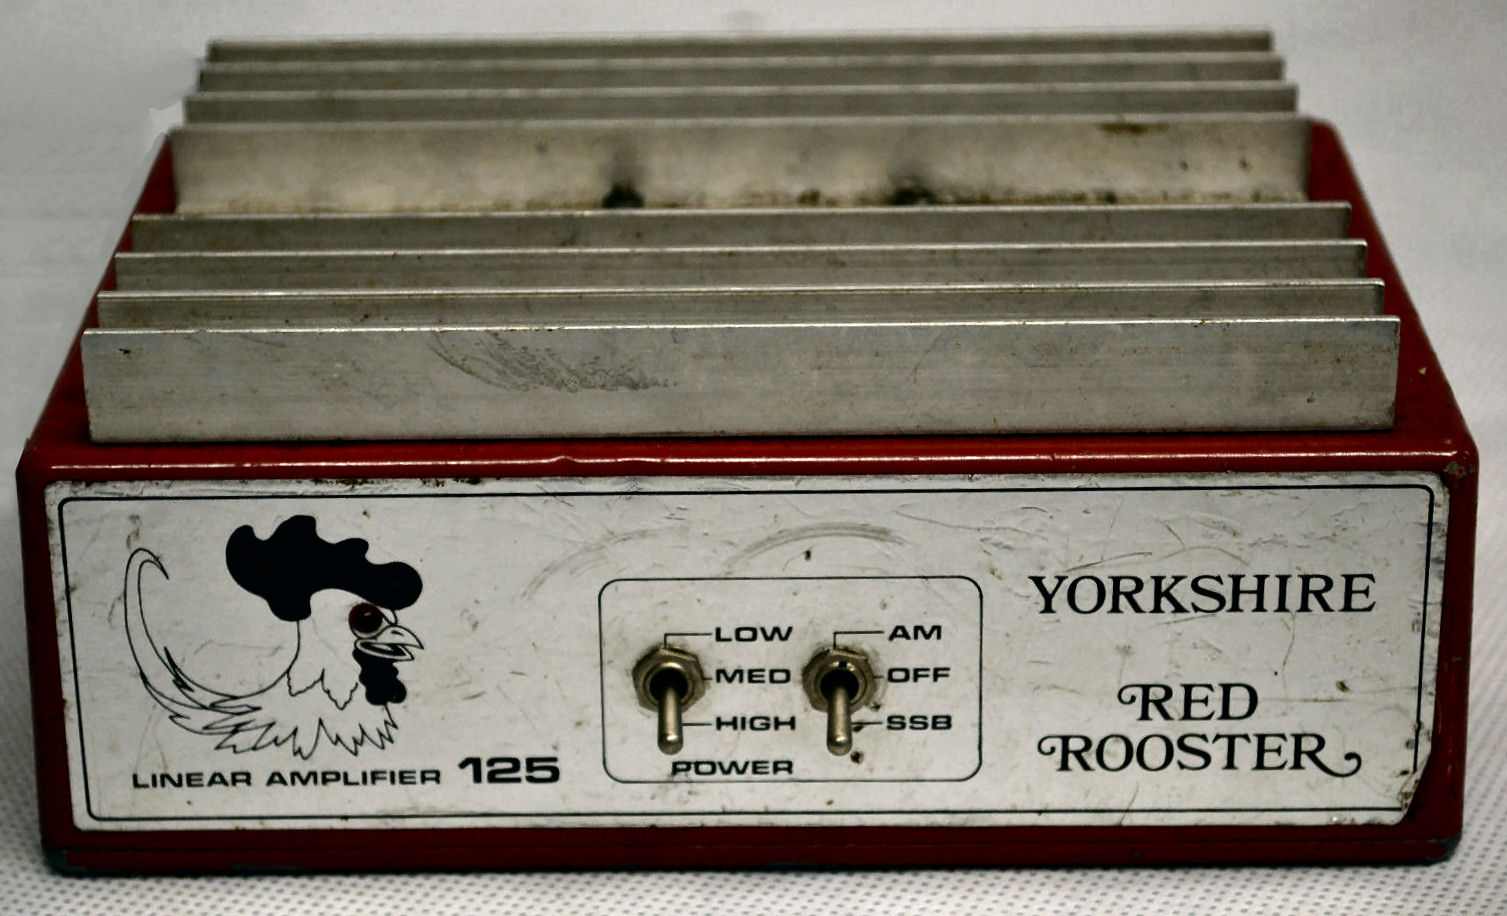 LINEAR AMPLIFIER 125
LOW
MED
HIGH
POWER
AM
OFF
SSB
YORKSHIRE
RED
ROOSTER